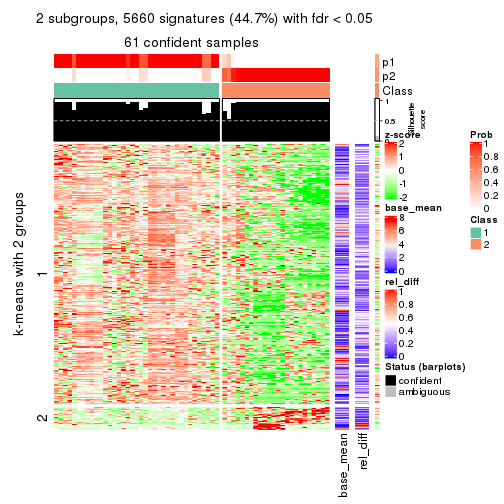 2 subgroups, 5660 signatures (44.7%) with fdr < 0.05
61 confident samples
p1
p2
Class
1
0.5
0
Silhouette
score
k-means with 2 groups
1
2
base_mean
rel_diff
z-score
2
1
0
-1
-2
base_mean
8
6
4
2
0
rel_diff
1
0.8
0.6
0.4
0.2
0
Status (barplots)
confident
ambiguous
Prob
1
0.8
0.6
0.4
0.2
0
Class
1
2